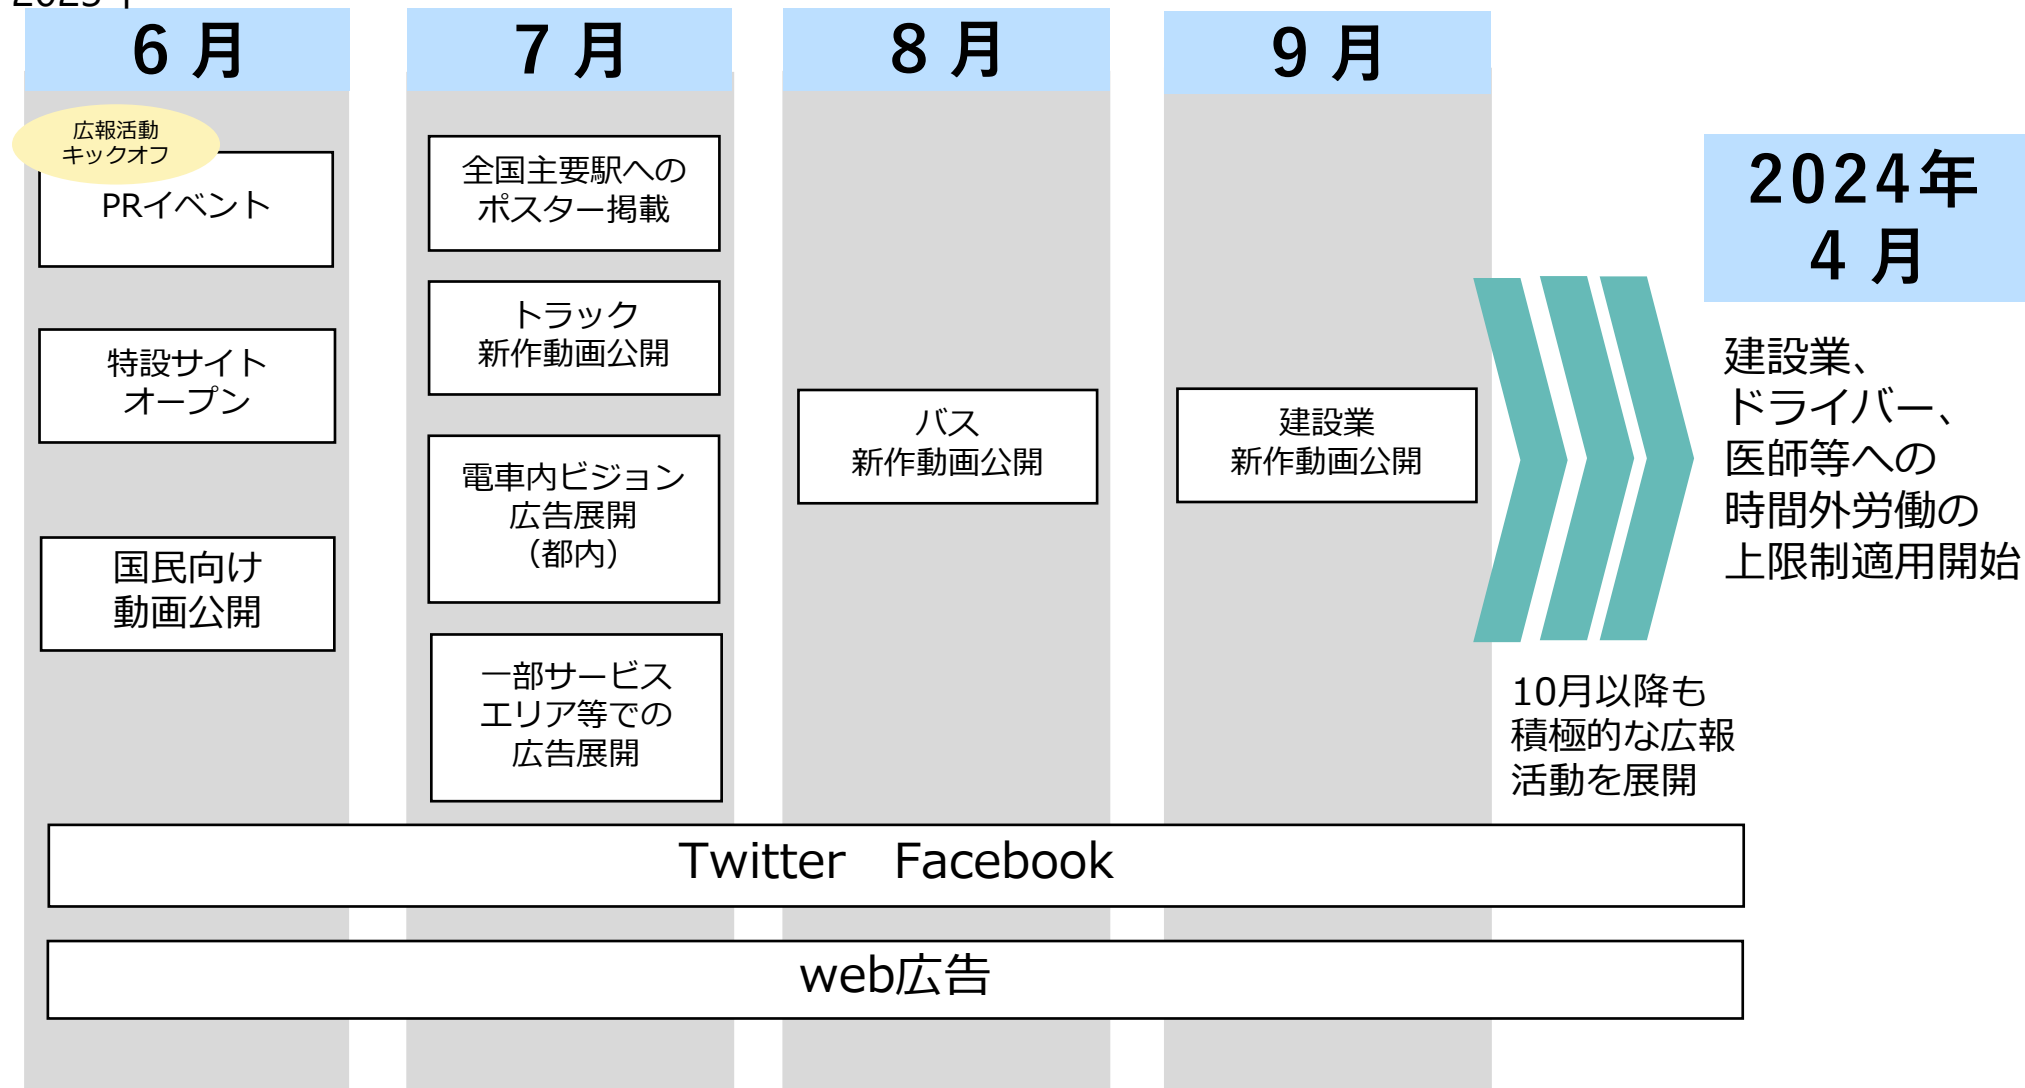 6月
7月
8月
9月
広報活動
キックオフ
PRイベント
特設サイト
オープン
国民向け
動画公開
全国主要駅への
ポスター掲載
トラック
新作動画公開
電車内ビジョン
広告展開
（都内）
一部サービス
エリア等での
広告展開
バス
新作動画公開
建設業
新作動画公開
2024年
4月
建設業、
ドライバー、
医師等への
時間外労働の
上限制適用開始
10月以降も
積極的な広報
活動を展開
Twitter　Facebook
web広告